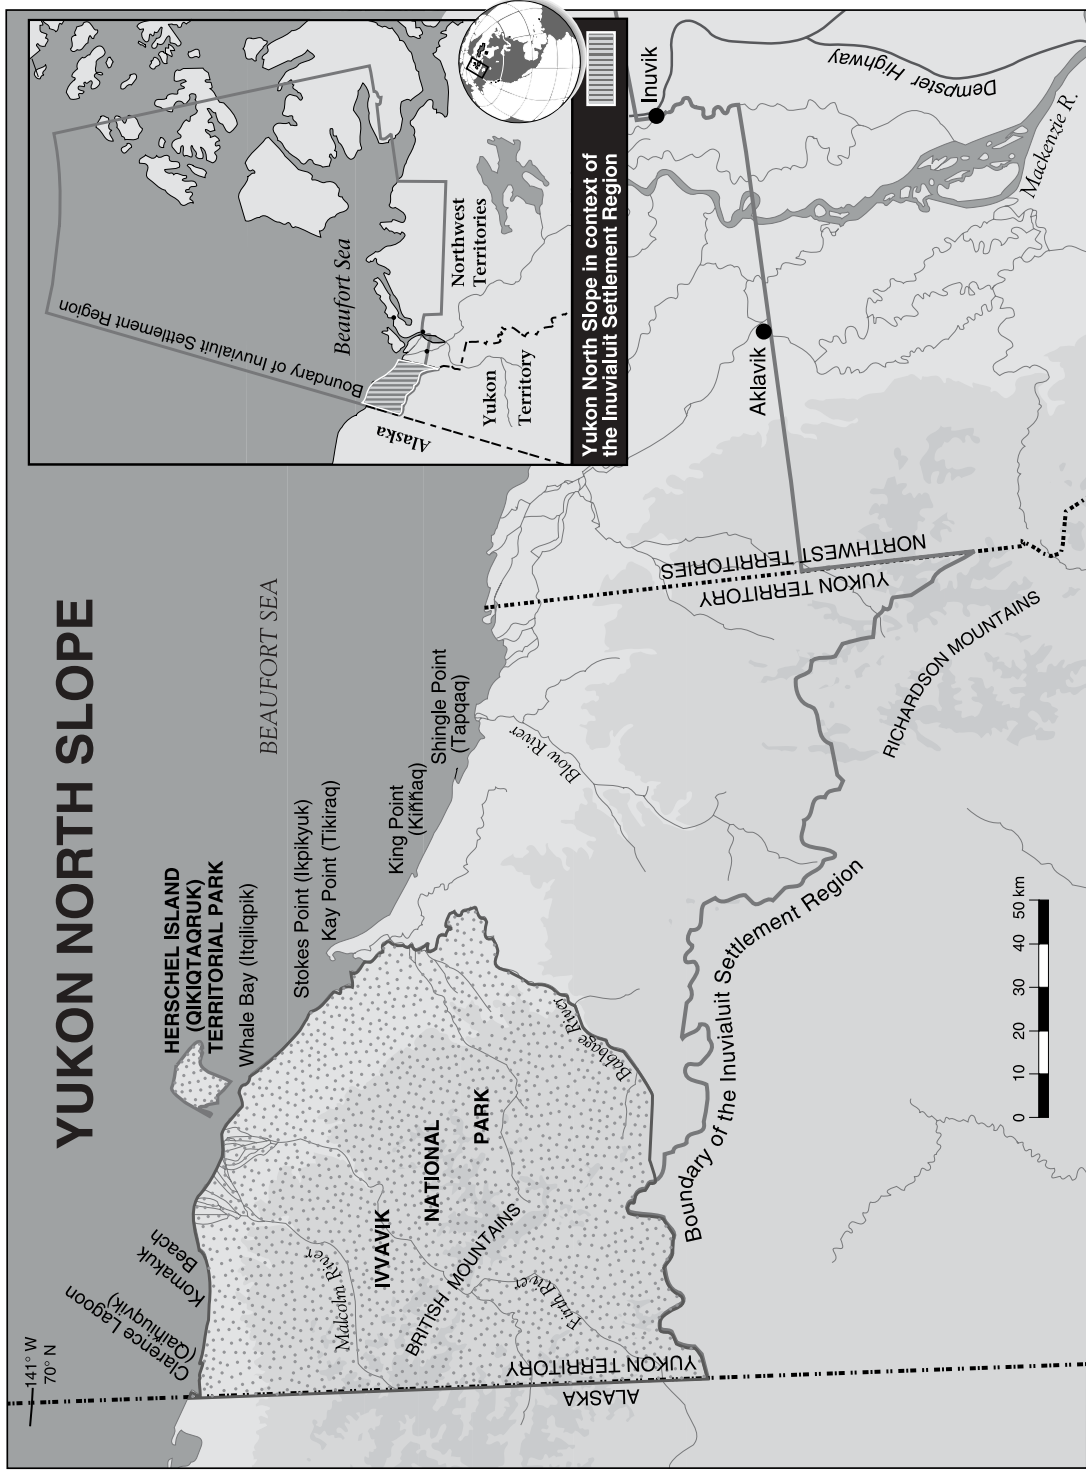 YUKON NORTH SLOPE
141° W
70° N
Clarence Lagoon
(Qaiñiuqvik)
Komakuk
Beach
HERSCHEL ISLAND
(QIKIQTAQRUK)
TERRITORIAL PARK
Whale Bay (Itqiliqpik)
Stokes Point (Ikpikyuk)
Kay Point (Tikiraq)
King Point
(Kiññaq)
Shingle Point
(Tapqaq)
BEAUFORT SEA
Malcolm River
IVVAVIK
NATIONAL
PARK
BRITISH MOUNTAINS
Firth River
Babbage River
Blow River
ALASKA
YUKON TERRITORY
YUKON TERRITORY
NORTHWEST TERRITORIES
RICHARDSON MOUNTAINS
Boundary of the Inuvialuit Settlement Region
0 10 20 30 40 50 km
Aklavik
Inuvik
Dempster Highway
Mackenzie R.
Boundary of Inuvialuit Settlement Region
Beaufort Sea
Alaska
Yukon
Territory
Northwest
Territories
Yukon North Slope in context of
the Inuvialuit Settlement Region